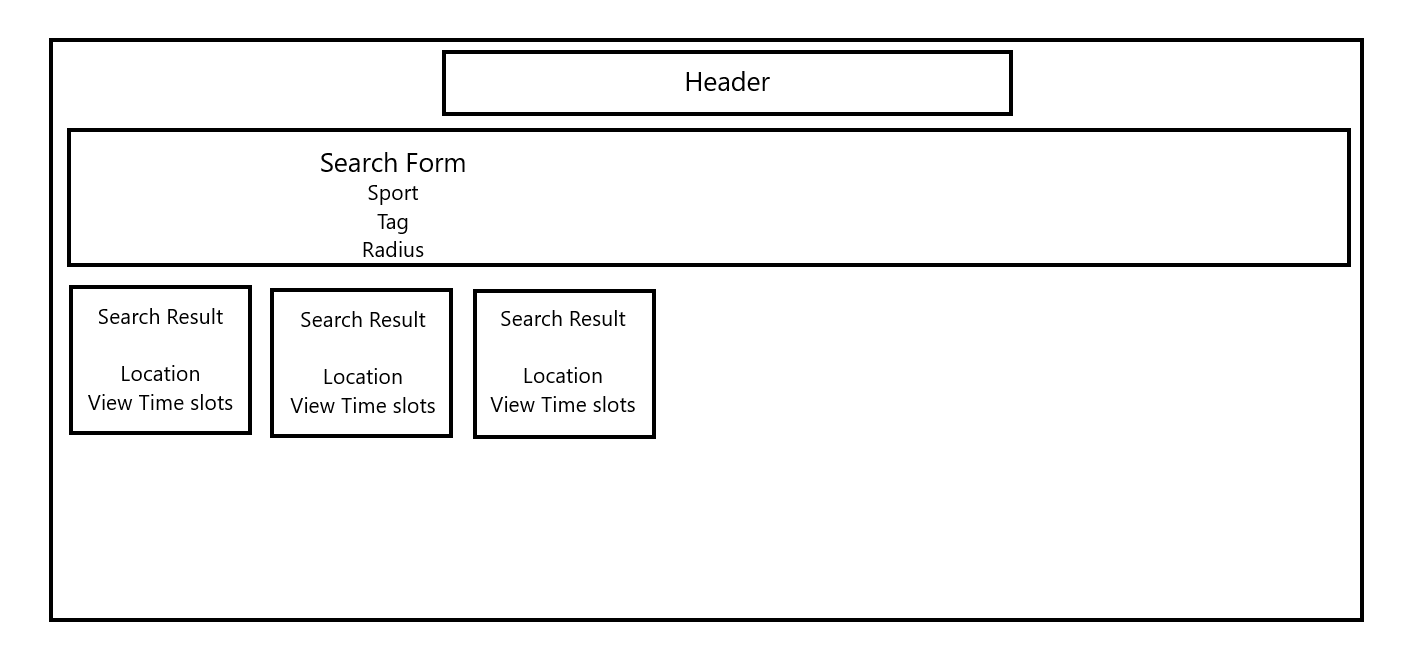 Header
Search Form
Sport
Tag
Radius
Search Result
Location
View Time slots
Search Result
Location
View Time slots
Search Result
Location
View Time slots